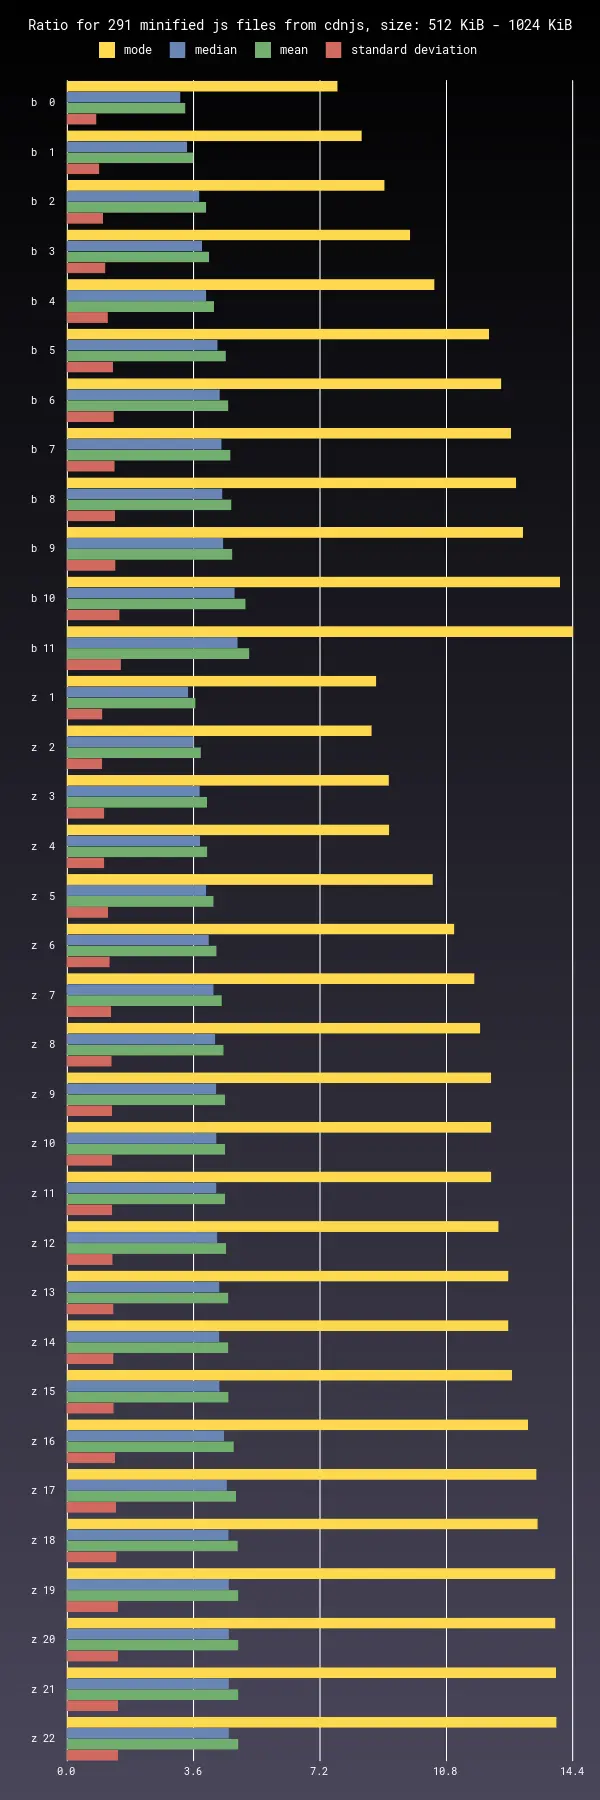 Ratio for 291 minified js files from cdnjs, size: 512 KiB - 1024 KiB
mode median mean standard deviation
b 0
b 1
b 2
b 3
b 4
b 5
b 6
b 7
b 8
b 9
b 10
b 11
z 1
z 2
z 3
z 4
z 5
z 6
z 7
z 8
z 9
z 10
z 11
z 12
z 13
z 14
z 15
z 16
z 17
z 18
z 19
z 20
z 21
z 22
0.0 3.6 7.2 10.8 14.4